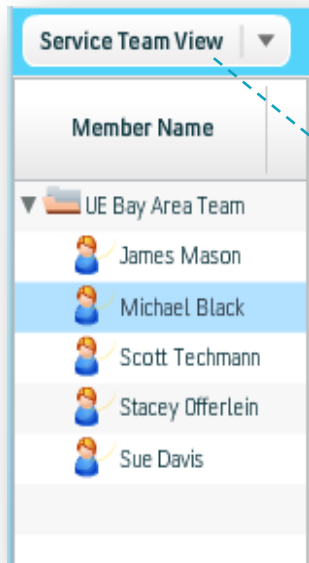 Service Team View
Member Name
UE Bay Area Team
James Mason
Michael Black
Scott Techmann
Stacey Offerlein
Sue Davis